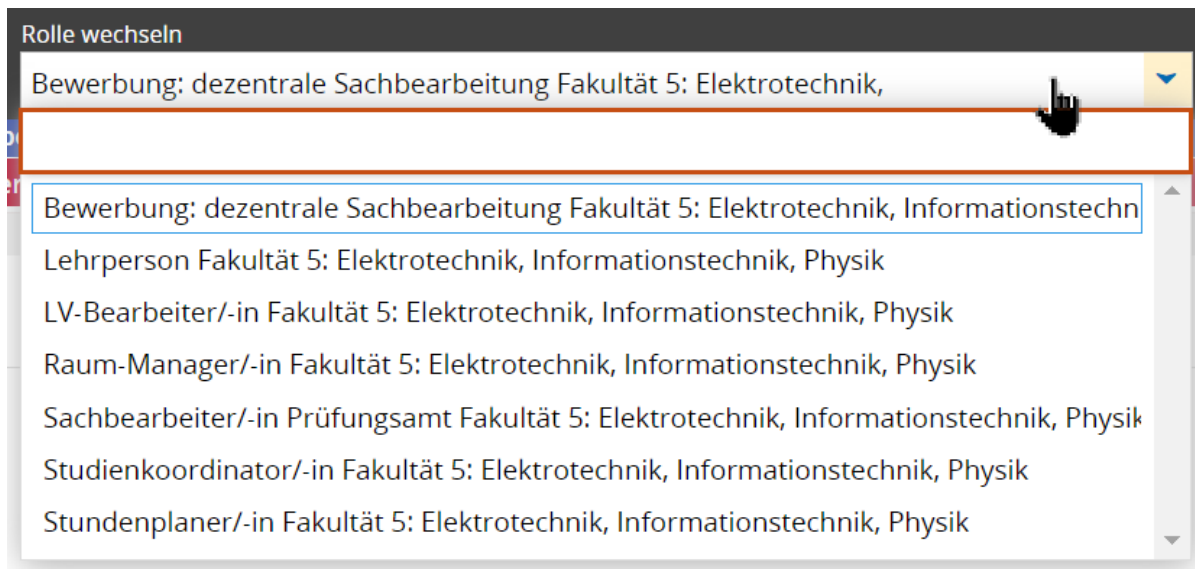 Rolle wechseln
Bewerbung: dezentrale Sachbearbeitung Fakultät 5: Elektrotechnik,
Bewerbung: dezentrale Sachbearbeitung Fakultät 5: Elektrotechnik, Informationstechn
Lehrperson Fakultät 5: Elektrotechnik, Informationstechnik, Physik
LV-Bearbeiter/-in Fakultät 5: Elektrotechnik, Informationstechnik, Physik
Raum-Manager/-in Fakultät 5: Elektrotechnik, Informationstechnik, Physik
Sachbearbeiter/-in Prüfungsamt Fakultät 5: Elektrotechnik, Informationstechnik, Physik
Studienkoordinator/-in Fakultät 5: Elektrotechnik, Informationstechnik, Physik
Stundenplaner/-in Fakultät 5: Elektrotechnik, Informationstechnik, Physik